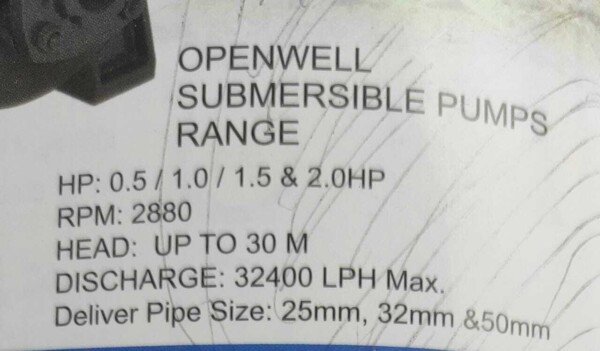 OPENWELL
SUBMERSIBLE PUMPS
RANGE
HP: 0.5 / 1.0 / 1.5 & 2.0HP
RPM: 2880
HEAD: UP TO 30 M
DISCHARGE: 32400 LPH Max.
Deliver Pipe Size: 25mm, 32mm &50mm